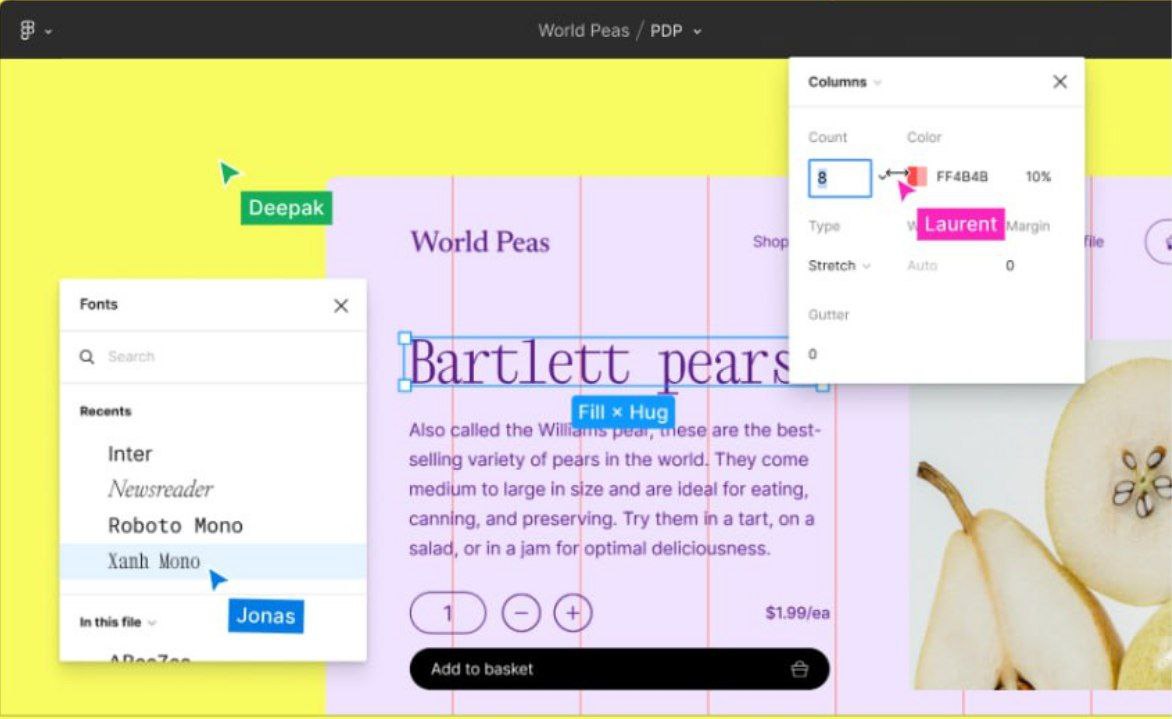 World Peas / PDP
Columns
Count
Color
8
FF4B4B
10%
Deepak
Laurent
Type
Margin
World Peas
Shop
file
Stretch
Auto
0
Fonts
Gutter
Search
0
Bartlett pears
Recents
Fill × Hug
Also called the Williams pear, these are the best-
selling variety of pears in the world. They come
medium to large in size and are ideal for eating,
canning, and preserving. Try them in a tart, on a
salad, or in a jam for optimal deliciousness.
Inter
Newsreader
Roboto Mono
Xanh Mono
Jonas
1
$1.99/ea
In this file
Add to basket